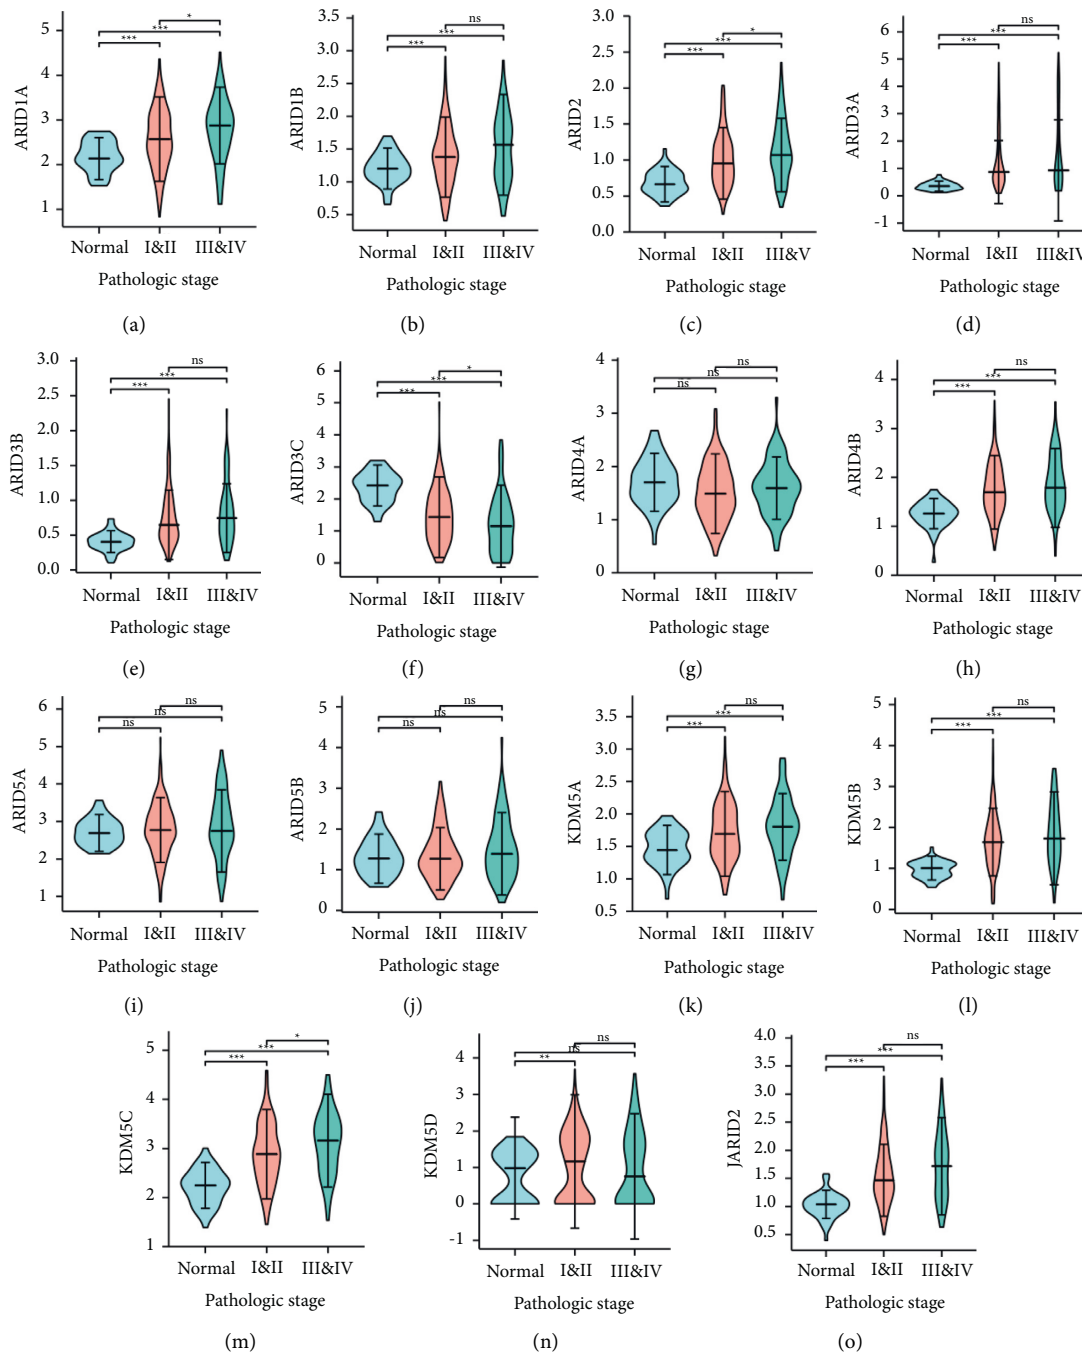 ARID1A
5
4
3
2
1
***
***
*
Normal I&II III&IV
Pathologic stage
(a)
ARID1B
3.5
3.0
2.5
2.0
1.5
1.0
0.5
***
***
ns
Normal I&II III&IV
Pathologic stage
(b)
ARID2
3.0
2.5
2.0
1.5
1.0
0.5
0.0
***
***
*
Normal I&II III&V
Pathologic stage
(c)
ARID3A
6
5
4
3
2
1
0
-1
***
***
ns
Normal I&II III&IV
Pathologic stage
(d)
ARID3B
3.0
2.5
2.0
1.5
1.0
0.5
0.0
***
***
ns
Normal I&II III&IV
Pathologic stage
(e)
ARID3C
6
5
4
3
2
1
0
***
***
*
Normal I&II III&IV
Pathologic stage
(f)
ARID4A
4
3
2
1
0
ns
ns
ns
Normal I&II III&IV
Pathologic stage
(g)
ARID4B
4
3
2
1
0
***
***
ns
Normal I&II III&IV
Pathologic stage
(h)
ARID5A
6
5
4
3
2
1
ns
ns
ns
Normal I&II III&IV
Pathologic stage
(i)
ARID5B
5
4
3
2
1
0
ns
ns
ns
Normal I&II III&IV
Pathologic stage
(j)
KDM5A
3.5
3.0
2.5
2.0
1.5
1.0
0.5
***
***
ns
Normal I&II III&IV
Pathologic stage
(k)
KDM5B
5
4
3
2
1
0
***
***
ns
Normal I&II III&IV
Pathologic stage
(l)
KDM5C
5
4
3
2
1
***
***
*
Normal I&II III&IV
Pathologic stage
(m)
KDM5D
4
3
2
1
0
-1
**
ns
ns
Normal I&II III&IV
Pathologic stage
(n)
JARID2
4.0
3.5
3.0
2.5
2.0
1.5
1.0
0.5
***
***
ns
Normal I&II III&IV
Pathologic stage
(o)